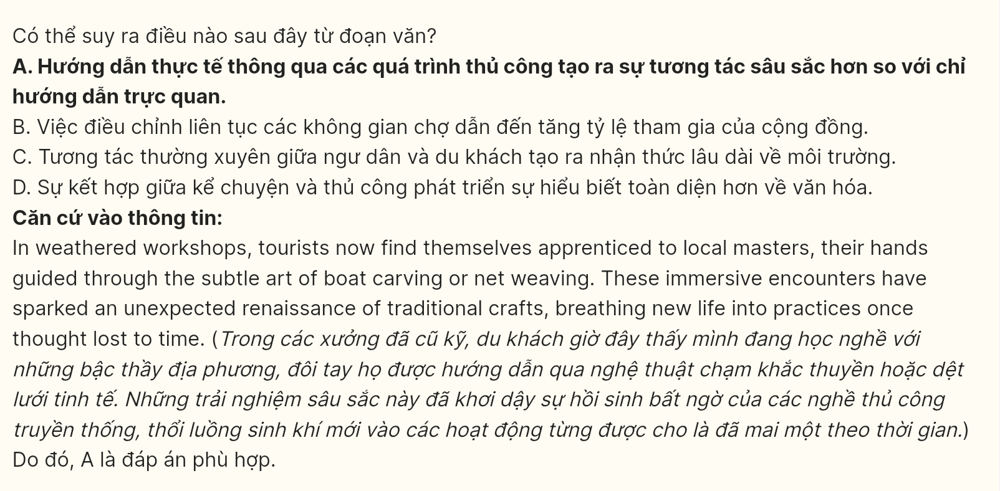 Có thể suy ra điều nào sau đây từ đoạn văn?
A. Hướng dẫn thực tế thông qua các quá trình thủ công tạo ra sự tương tác sâu sắc hơn so với chỉ
hướng dẫn trực quan.
B. Việc điều chỉnh liên tục các không gian chợ dẫn đến tăng tỷ lệ tham gia của cộng đồng.
C. Tương tác thường xuyên giữa ngư dân và du khách tạo ra nhận thức lâu dài về môi trường.
D. Sự kết hợp giữa kể chuyện và thủ công phát triển sự hiểu biết toàn diện hơn về văn hóa.
Căn cứ vào thông tin:
In weathered workshops, tourists now find themselves apprenticed to local masters, their hands
guided through the subtle art of boat carving or net weaving. These immersive encounters have
sparked an unexpected renaissance of traditional crafts, breathing new life into practices once
thought lost to time. (Trong các xưởng đã cũ kỹ, du khách giờ đây thấy mình đang học nghề với
những bậc thầy địa phương, đôi tay họ được hướng dẫn qua nghệ thuật chạm khắc thuyền hoặc dệt
lưới tinh tế. Những trải nghiệm sâu sắc này đã khơi dậy sự hồi sinh bất ngờ của các nghề thủ công
truyền thống, thổi luồng sinh khí mới vào các hoạt động từng được cho là đã mai một theo thời gian.)
Do đó, A là đáp án phù hợp.